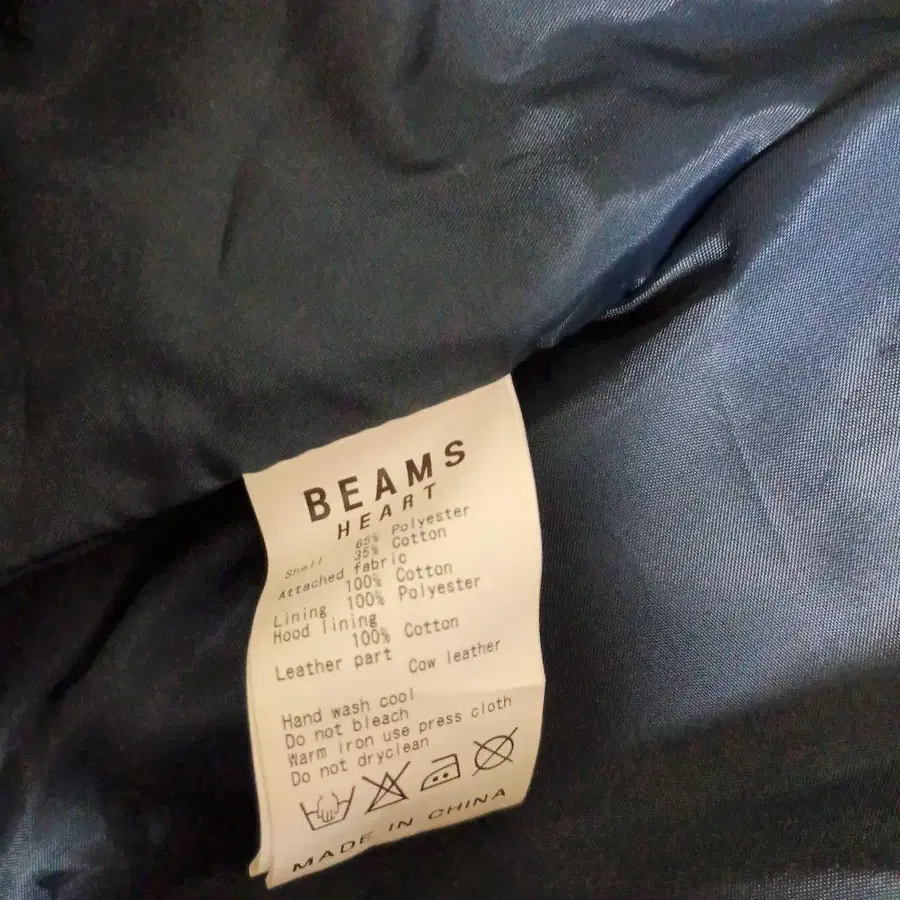 BEAMS
HEART
Shell 65% Polyester
35% Cotton
Attached fabric
100% Cotton
Lining 100% Polyester
Hood lining
100% Cotton
Leather part
Cow leather
Hand wash cool
Do not bleach
Warm iron use press cloth
Do not dryclean
MADE IN CHINA